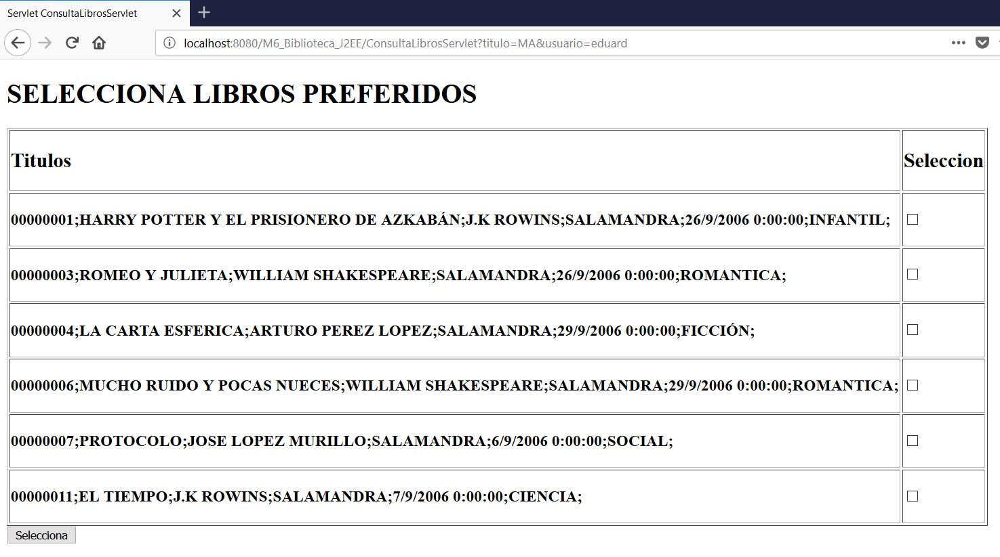 Servlet ConsultaLibrosServlet
localhost:8080/M6_Biblioteca_J2EE/ConsultaLibrosServlet?titulo=MA&usuario=eduard
SELECCIONA LIBROS PREFERIDOS
Titulos Seleccion
00000001;HARRY POTTER Y EL PRISIONERO DE AZKABÁN;J.K ROWINS;SALAMANDRA;26/9/2006 0:00:00;INFANTIL;
00000003;ROMEO Y JULIETA;WILLIAM SHAKESPEARE;SALAMANDRA;26/9/2006 0:00:00;ROMANTICA;
00000004;LA CARTA ESFERICA;ARTURO PEREZ LOPEZ;SALAMANDRA;29/9/2006 0:00:00;FICCIÓN;
00000006;MUCHO RUIDO Y POCAS NUECES;WILLIAM SHAKESPEARE;SALAMANDRA;29/9/2006 0:00:00;ROMANTICA;
00000007;PROTOCOLO;JOSE LOPEZ MURILLO;SALAMANDRA;6/9/2006 0:00:00;SOCIAL;
00000011;EL TIEMPO;J.K ROWINS;SALAMANDRA;7/9/2006 0:00:00;CIENCIA;
Selecciona